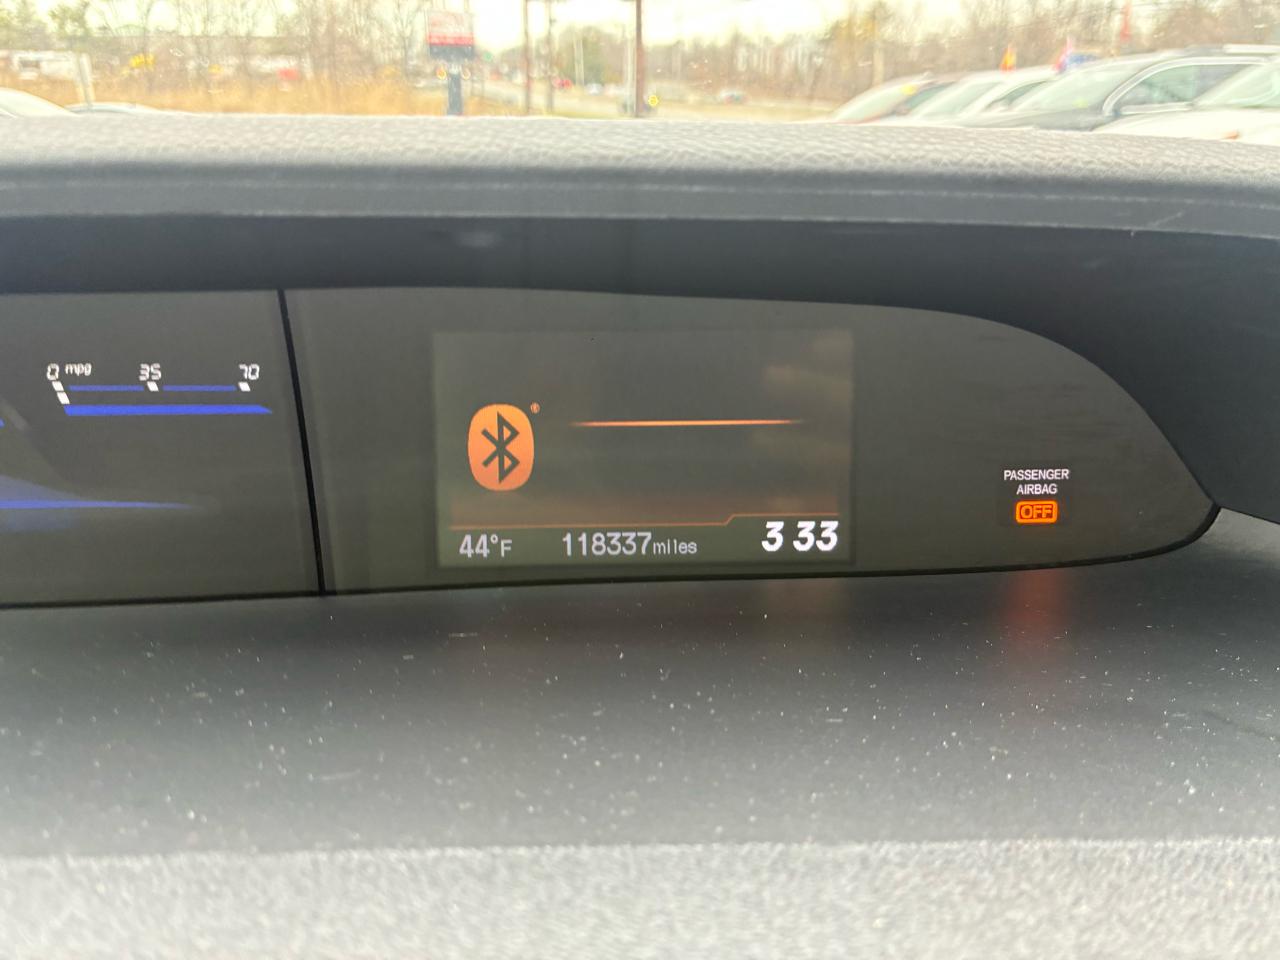 0 mpg 35 70
®
44°F 118337miles 3 33
PASSENGER
AIRBAG
OFF